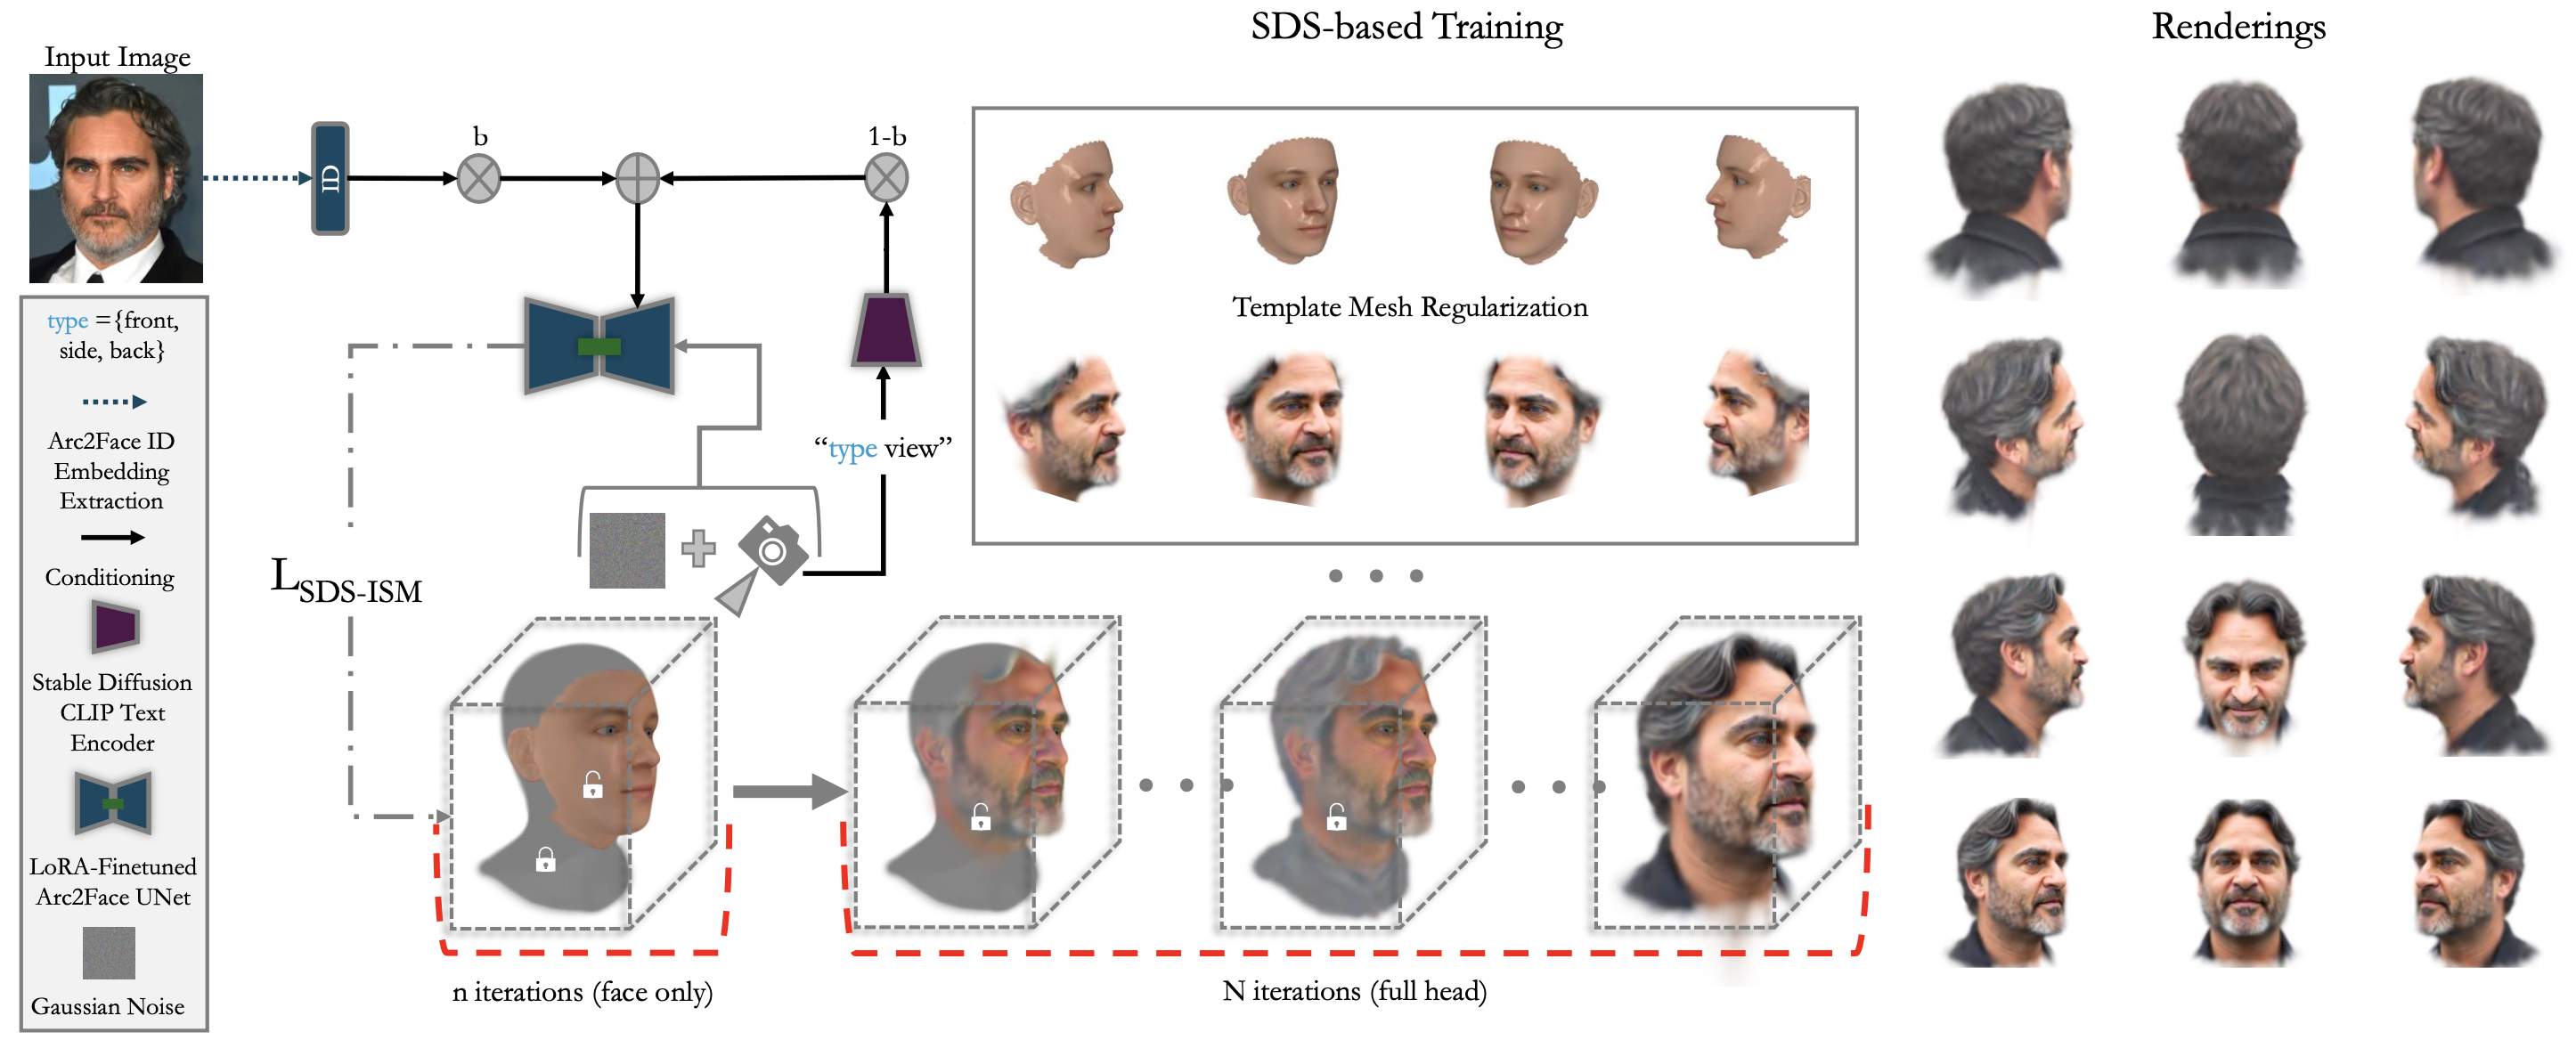 SDS-based Training
Renderings
Input Image
b
1-b
ID
type ={front,
side, back}
Arc2Face ID
Embedding
Extraction
Conditioning
Stable Diffusion
CLIP Text
Encoder
LoRA-Finetuned
Arc2Face UNet
Gaussian Noise
“type view”
L_SDS-ISM
Template Mesh Regularization
n iterations (face only)
N iterations (full head)